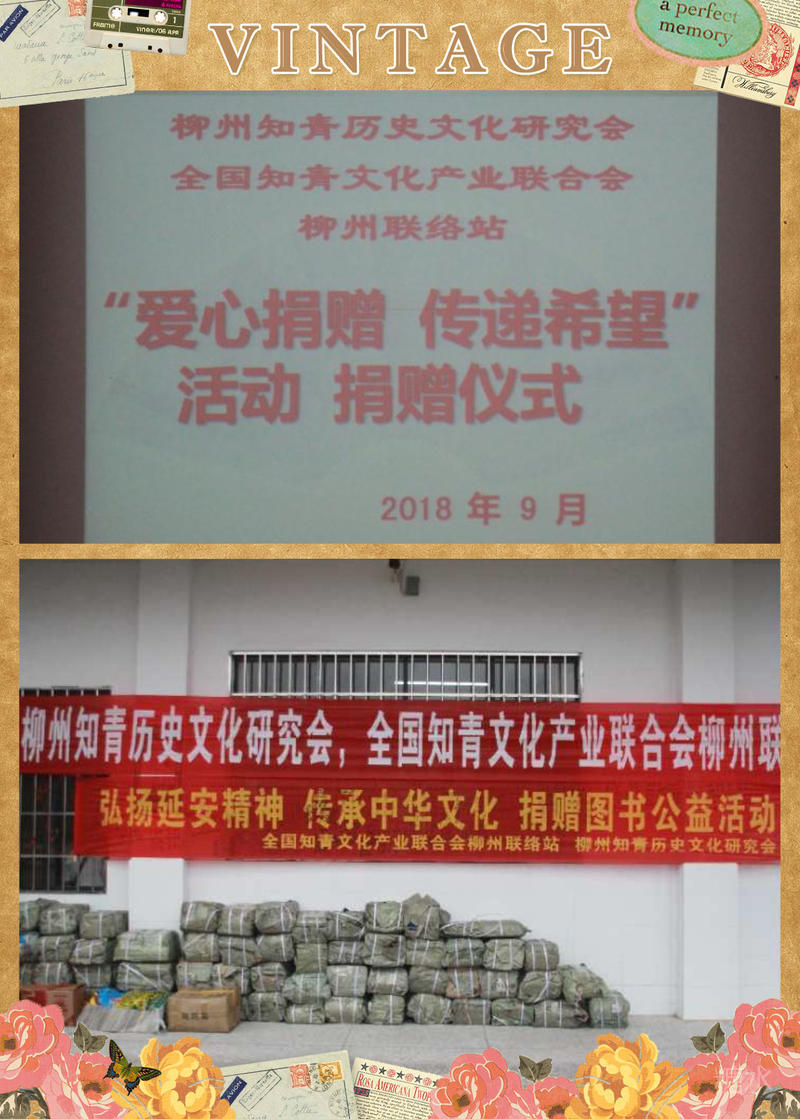 FRAGILE
1
VINTAGE
a perfect
memory
Paris
柳州知青历史文化研究会
全国知青文化产业联合会
柳州联络站
“爱心捐赠 传递希望”
活动 捐赠仪式
2018 年 9 月
柳州知青历史文化研究会，全国知青文化产业联合会柳州联
弘扬延安精神 传承中华文化 捐赠图书公益活动
全国知青文化产业联合会柳州联络站 柳州知青历史文化研究会
ROSA AMERICANA TWO